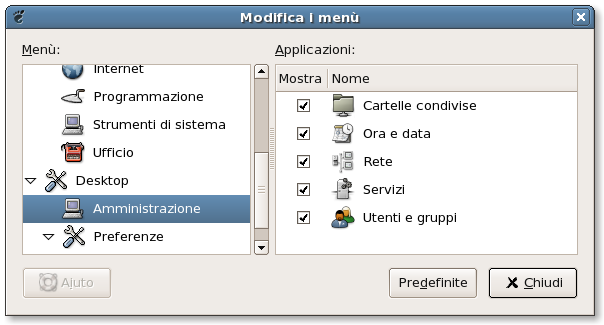 Modifica i menù
Menù:
Applicazioni:
Internet
Programmazione
Strumenti di sistema
Ufficio
Desktop
Amministrazione
Preferenze
Mostra Nome
Cartelle condivise
Ora e data
Rete
Servizi
Utenti e gruppi
Aiuto
Predefinite
Chiudi